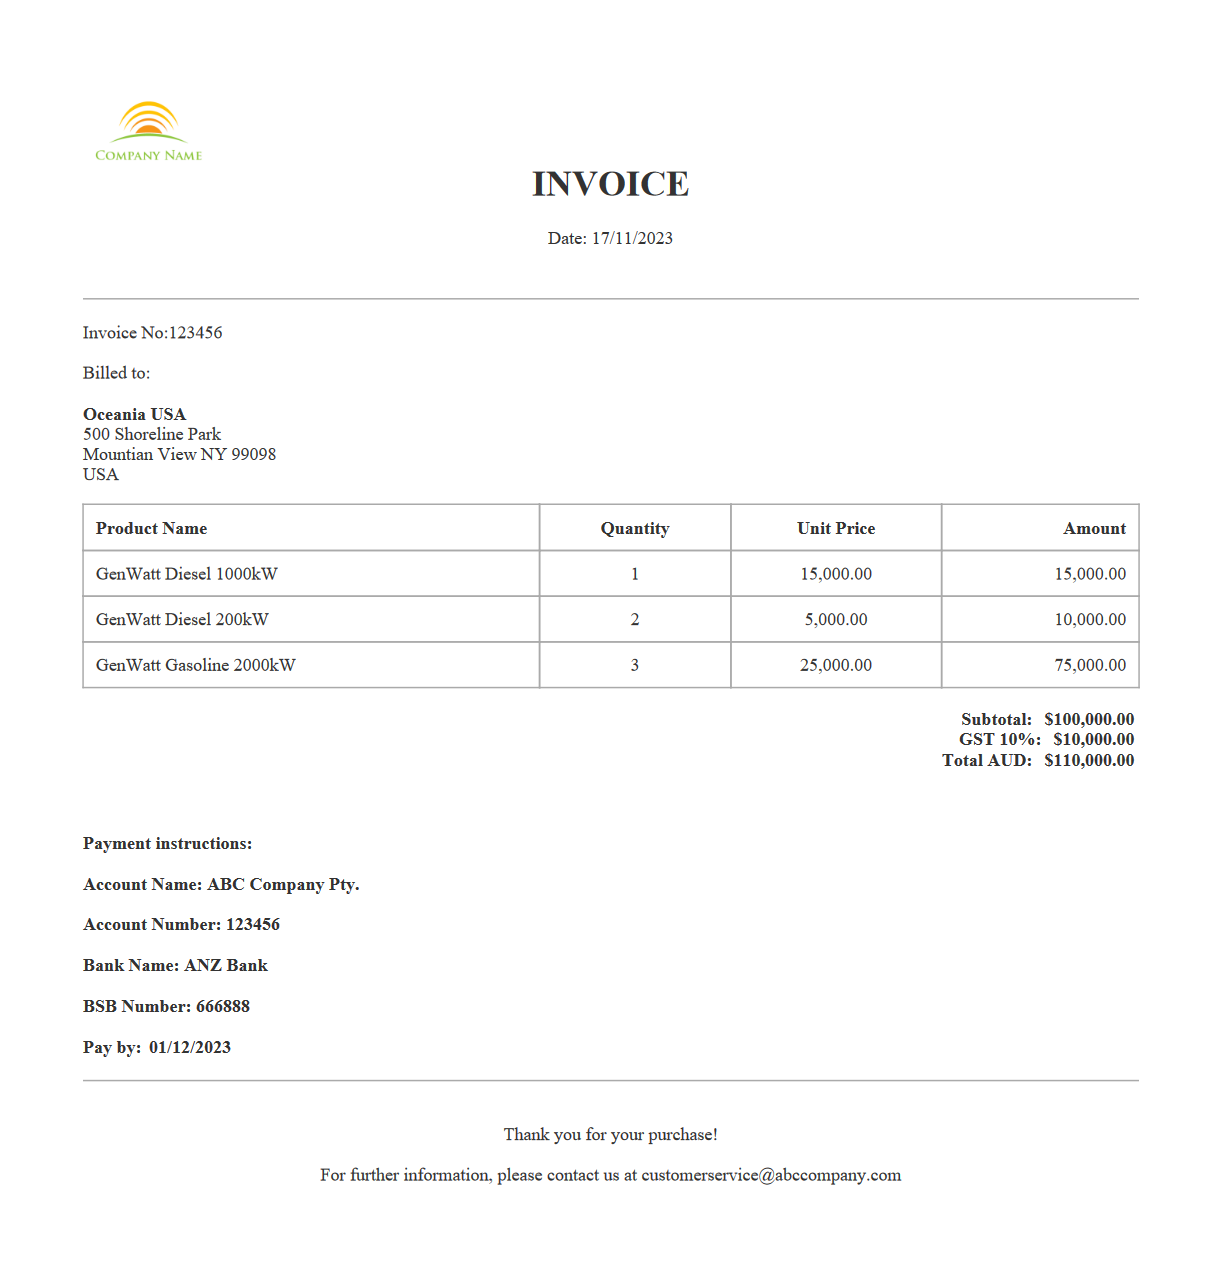 COMPANY NAME
INVOICE
Date: 17/11/2023
Invoice No:123456
Billed to:
Oceania USA
500 Shoreline Park
Mountian View NY 99098
USA
Product Name Quantity Unit Price Amount
GenWatt Diesel 1000kW 1 15,000.00 15,000.00
GenWatt Diesel 200kW 2 5,000.00 10,000.00
GenWatt Gasoline 2000kW 3 25,000.00 75,000.00
Subtotal: $100,000.00
GST 10%: $10,000.00
Total AUD: $110,000.00
Payment instructions:
Account Name: ABC Company Pty.
Account Number: 123456
Bank Name: ANZ Bank
BSB Number: 666888
Pay by: 01/12/2023
Thank you for your purchase!
For further information, please contact us at customerservice@abccompany.com